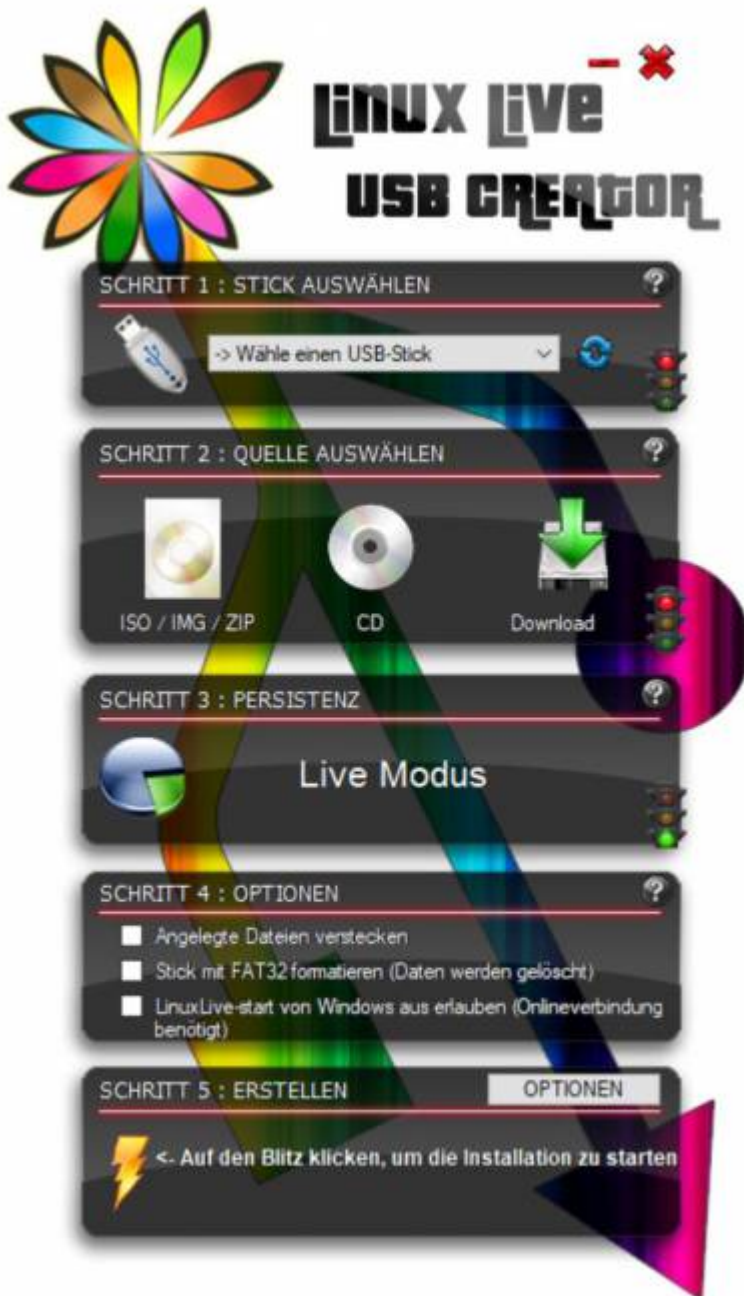 Linux Live
USB CREATOR
SCHRITT 1 : STICK AUSWÄHLEN
?
-> Wähle einen USB-Stick
SCHRITT 2 : QUELLE AUSWÄHLEN
?
ISO / IMG / ZIP
CD
Download
SCHRITT 3 : PERSISTENZ
?
Live Modus
SCHRITT 4 : OPTIONEN
?
Angelegte Dateien verstecken
Stick mit FAT32 formatieren (Daten werden gelöscht)
LinuxLive-start von Windows aus erlauben (Onlineverbindung
benötigt)
SCHRITT 5 : ERSTELLEN
OPTIONEN
<- Auf den Blitz klicken, um die Installation zu starten